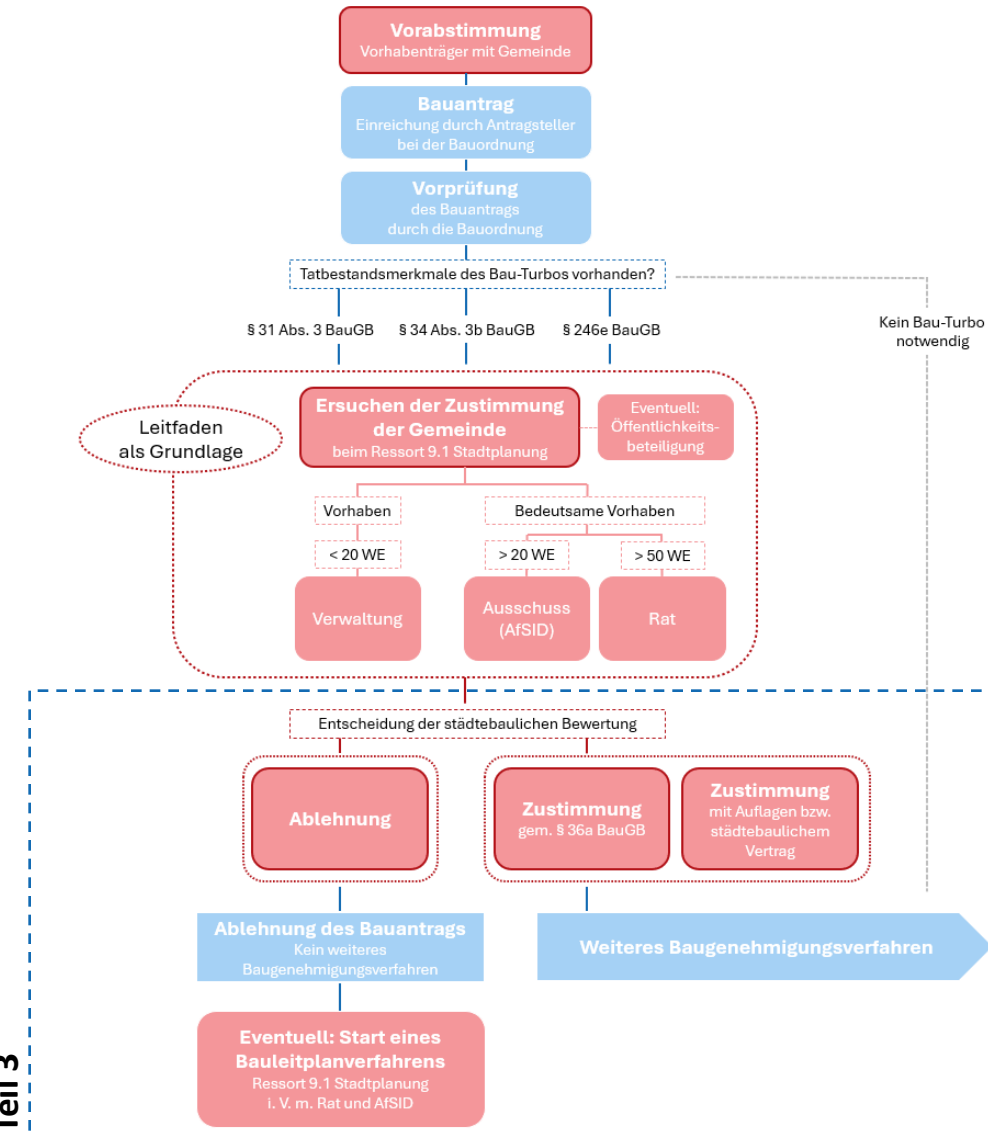 Vorabstimmung
Vorhabenträger mit Gemeinde
Bauantrag
Einreichung durch Antragsteller
bei der Bauordnung
Vorprüfung
des Bauantrags
durch die Bauordnung
Tatbestandsmerkmale des Bau-Turbos vorhanden?
§ 31 Abs. 3 BauGB
§ 34 Abs. 3b BauGB
§ 246e BauGB
Kein Bau-Turbo
notwendig
Leitfaden
als Grundlage
Ersuchen der Zustimmung
der Gemeinde
beim Ressort 9.1 Stadtplanung
Eventuell:
Öffentlichkeits-
beteiligung
Vorhaben
Bedeutsame Vorhaben
< 20 WE
> 20 WE
> 50 WE
Verwaltung
Ausschuss
(AfSID)
Rat
Entscheidung der städtebaulichen Bewertung
Ablehnung
Zustimmung
gem. § 36a BauGB
Zustimmung
mit Auflagen bzw.
städtebaulichem
Vertrag
Ablehnung des Bauantrags
Kein weiteres
Baugenehmigungsverfahren
Weiteres Baugenehmigungsverfahren
Eventuell: Start eines
Bauleitplanverfahrens
Ressort 9.1 Stadtplanung
i. V. m. Rat und AfSID
Teil 3